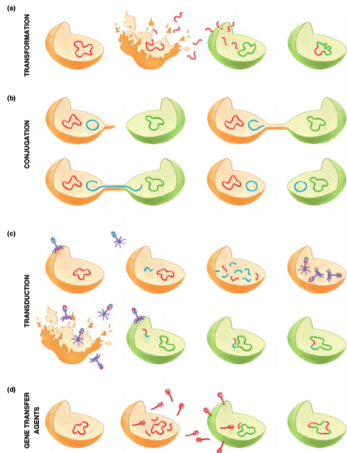 (a)
TRANSFORMATION
(b)
CONJUGATION
(c)
TRANSDUCTION
(d)
GENE TRANSFER
AGENTS